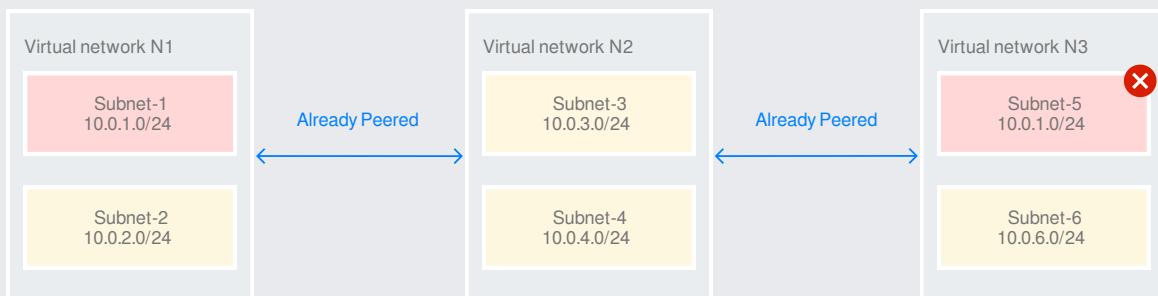 Virtual network N1
Subnet-1
10.0.1.0/24
Subnet-2
10.0.2.0/24
Already Peered
Virtual network N2
Subnet-3
10.0.3.0/24
Subnet-4
10.0.4.0/24
Already Peered
Virtual network N3
Subnet-5
10.0.1.0/24
Subnet-6
10.0.6.0/24